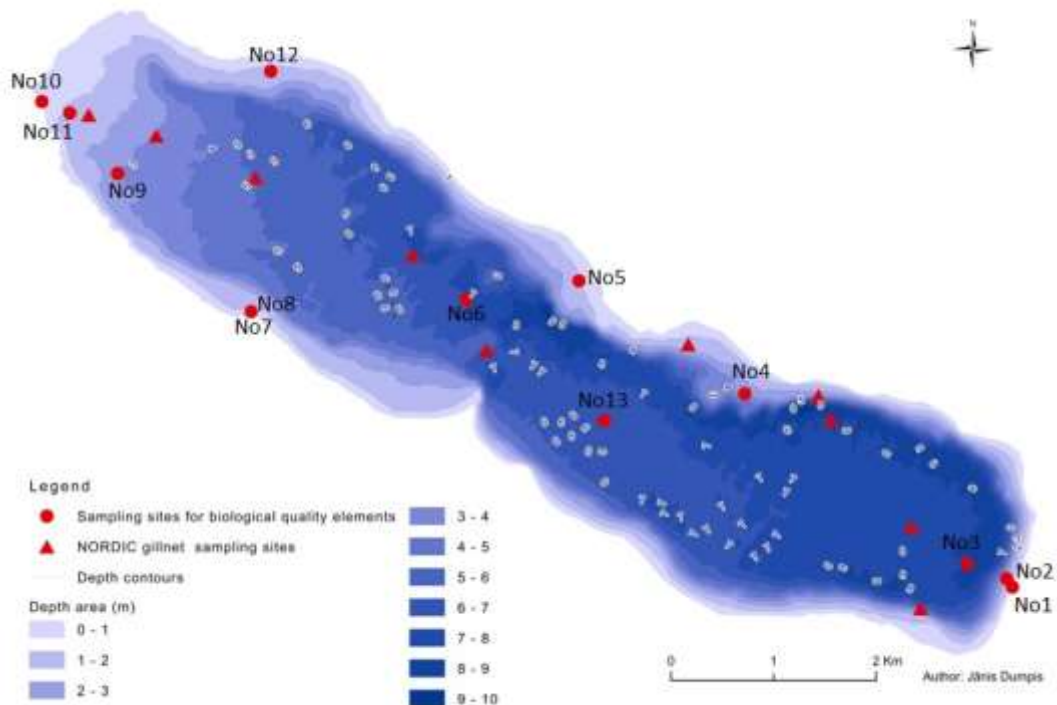 N
No12
No10
No11
No9
No5
No8
No7
No6
No4
No13
No3
No2
No1
Legend
Sampling sites for biological quality elements
NORDIC gillnet sampling sites
Depth contours
Depth area (m)
0 - 1
1 - 2
2 - 3
3 - 4
4 - 5
5 - 6
6 - 7
7 - 8
8 - 9
9 - 10
0 1 2 Km
Author: Jānis Dumpis